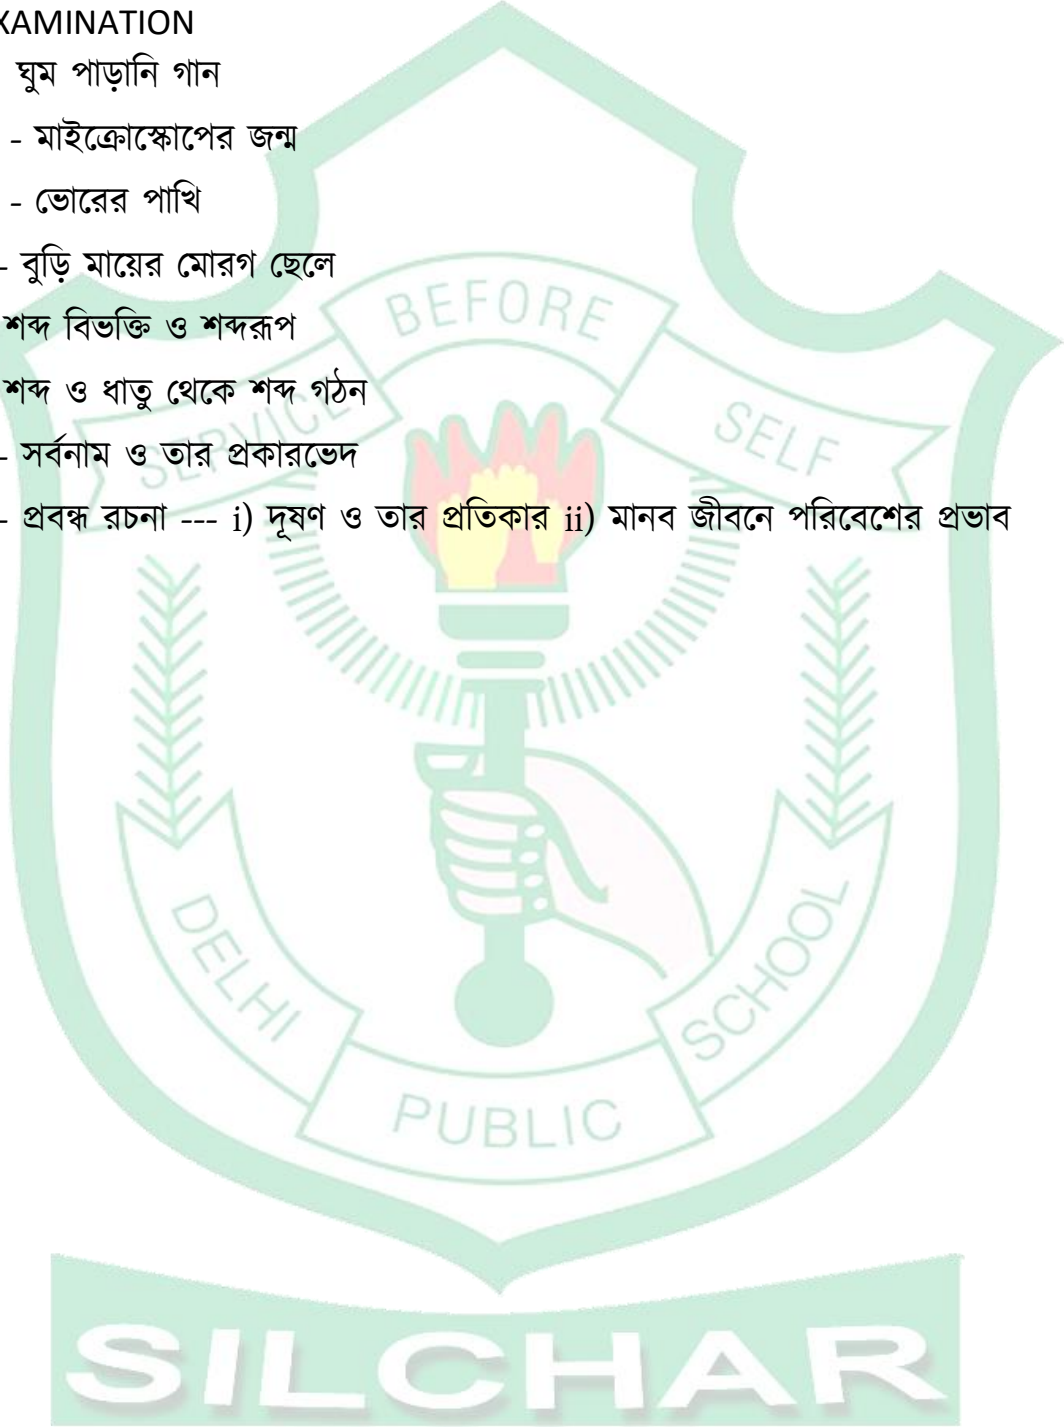 XAMINATION
ঘুম পাড়ানি গান
- মাইক্রোস্কোপের জন্ম
- ভোরের পাখি
- বুড়ি মায়ের মোরগ ছেলে
শব্দ বিভক্তি ও শব্দরূপ
শব্দ ও ধাতু থেকে শব্দ গঠন
- সর্বনাম ও তার প্রকারভেদ
- প্রবন্ধ রচনা --- i) দূষণ ও তার প্রতিকার ii) মানব জীবনে পরিবেশের প্রভাব
SERVICE BEFORE SELF
DELHI PUBLIC SCHOOL
SILCHAR